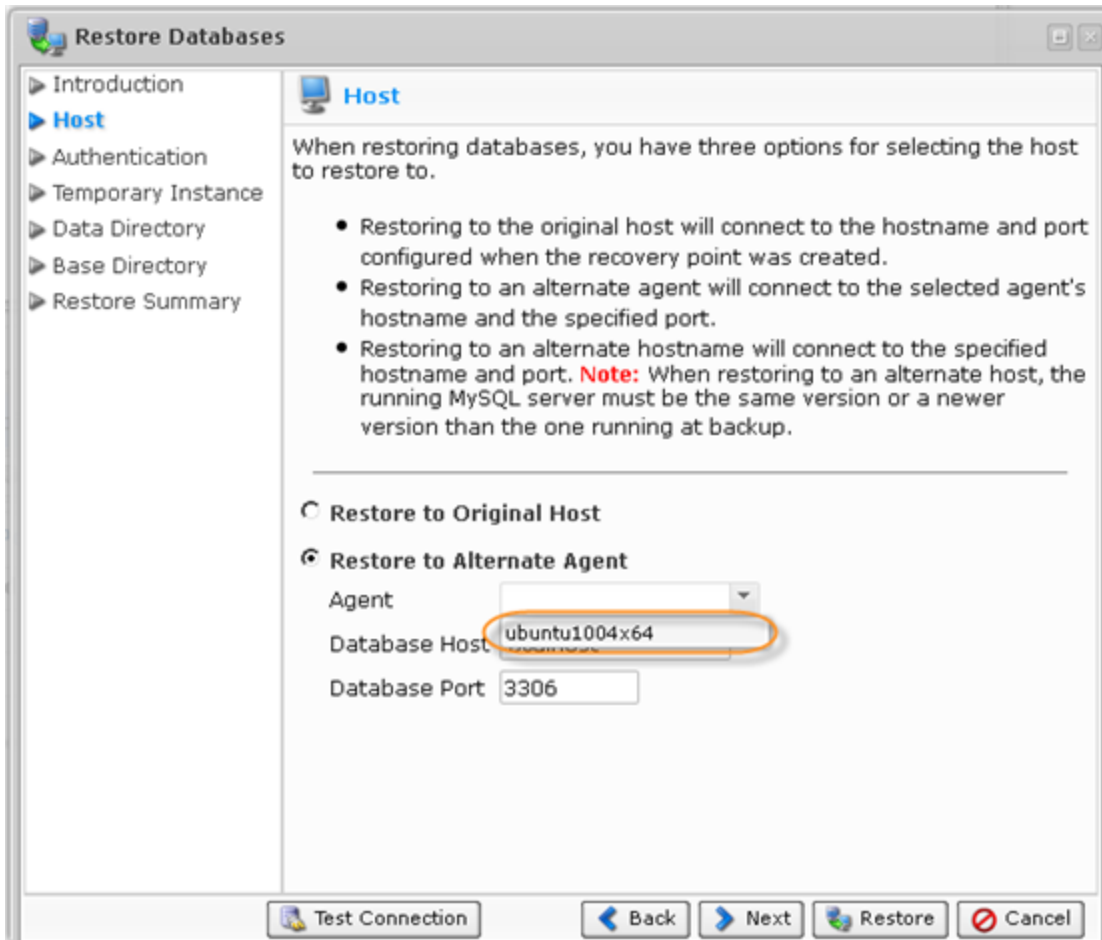 Restore Databases
Introduction
Host
Authentication
Temporary Instance
Data Directory
Base Directory
Restore Summary
Host
When restoring databases, you have three options for selecting the host
to restore to.
Restoring to the original host will connect to the hostname and port
configured when the recovery point was created.
Restoring to an alternate agent will connect to the selected agent's
hostname and the specified port.
Restoring to an alternate hostname will connect to the specified
hostname and port. Note: When restoring to an alternate host, the
running MySQL server must be the same version or a newer
version than the one running at backup.
Restore to Original Host
Restore to Alternate Agent
Agent
ubuntu1004x64
Database Host
Database Port 3306
Test Connection Back Next Restore Cancel